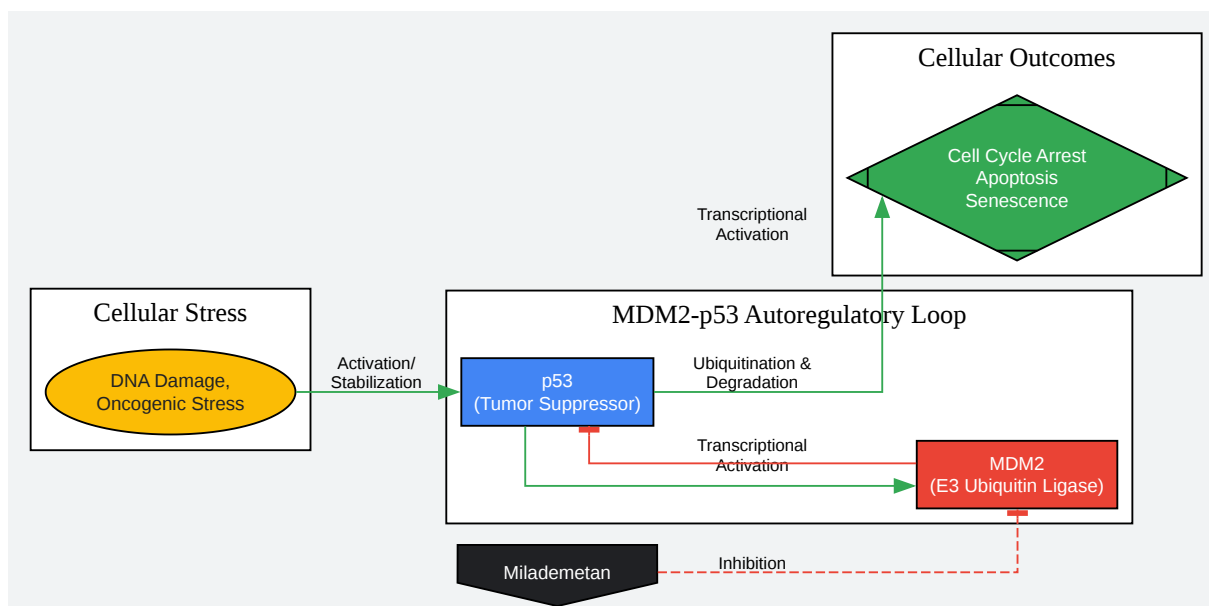 Cellular Outcomes
Cell Cycle Arrest
Apoptosis
Senescence
Transcriptional
Activation
Cellular Stress
DNA Damage,
Oncogenic Stress
Activation/
Stabilization
MDM2-p53 Autoregulatory Loop
p53
(Tumor Suppressor)
Ubiquitination &
Degradation
Transcriptional
Activation
MDM2
(E3 Ubiquitin Ligase)
Milademetan
Inhibition